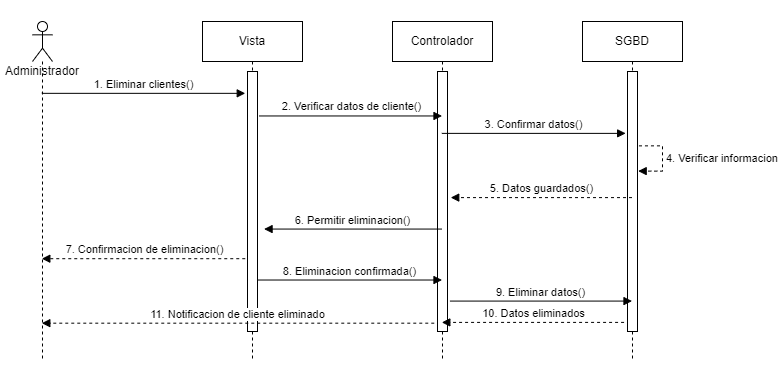 Administrador
Vista
Controlador
SGBD
1. Eliminar clientes()
2. Verificar datos de cliente()
3. Confirmar datos()
4. Verificar informacion
5. Datos guardados()
6. Permitir eliminacion()
7. Confirmacion de eliminacion()
8. Eliminacion confirmada()
9. Eliminar datos()
10. Datos eliminados
11. Notificacion de cliente eliminado